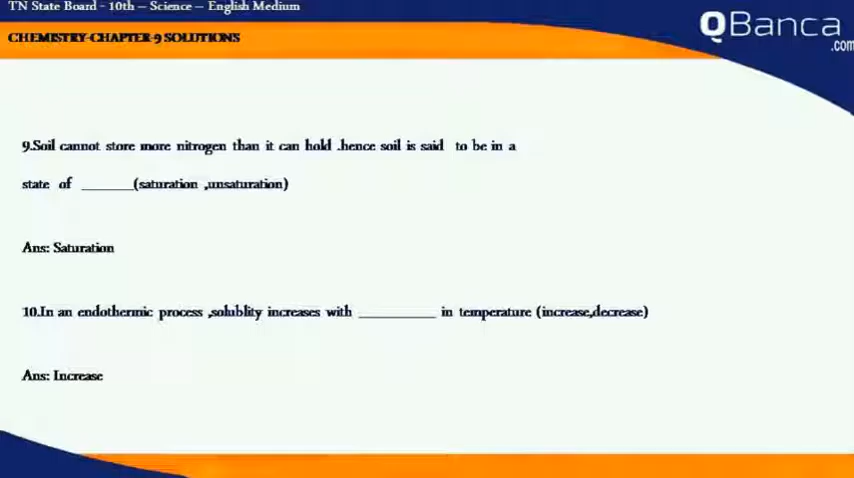 TN State Board - 10th – Science – English Medium
QBanca
.com
CHEMISTRY-CHAPTER-9 SOLUTIONS
9.Soil cannot store more nitrogen than it can hold .hence soil is said to be in a
state of ______(saturation ,unsaturation)
Ans: Saturation
10.In an endothermic process ,solublity increases with _________ in temperature (increase,decrease)
Ans: Increase